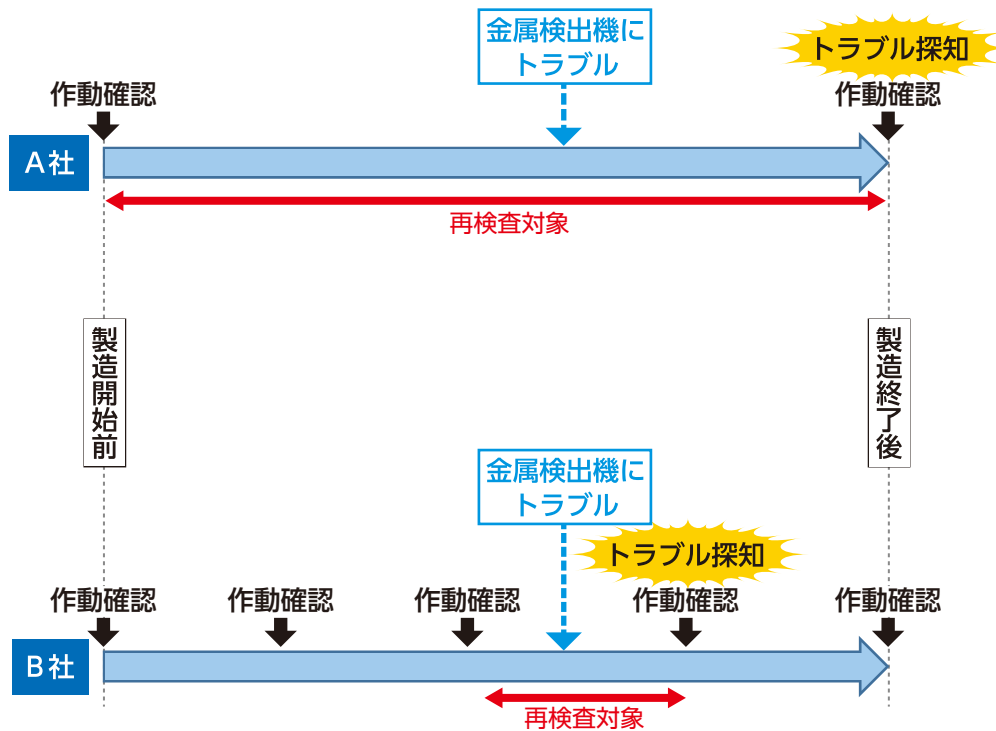 金属検出機に
トラブル
トラブル探知
作動確認
作動確認
A社
再検査対象
製造開始前
製造終了後
金属検出機に
トラブル
トラブル探知
作動確認
作動確認
作動確認
作動確認
作動確認
B社
再検査対象